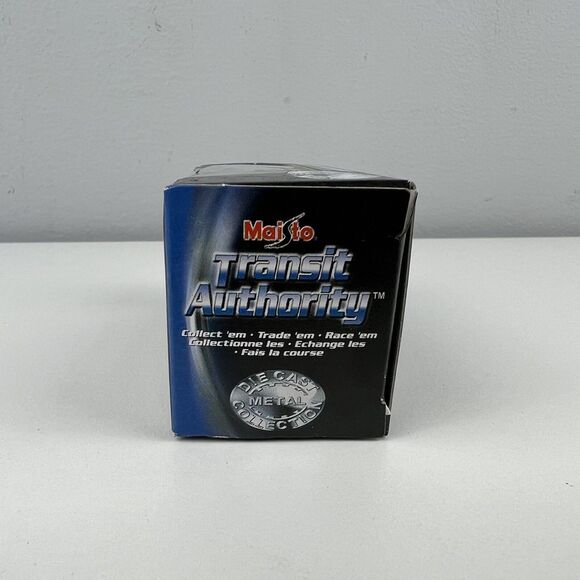 Maisto
Transit
Authority™
Collect 'em • Trade 'em • Race 'em
Collectionne les • Echange les
• Fais la course
DIE CAST
METAL
COLLECTION